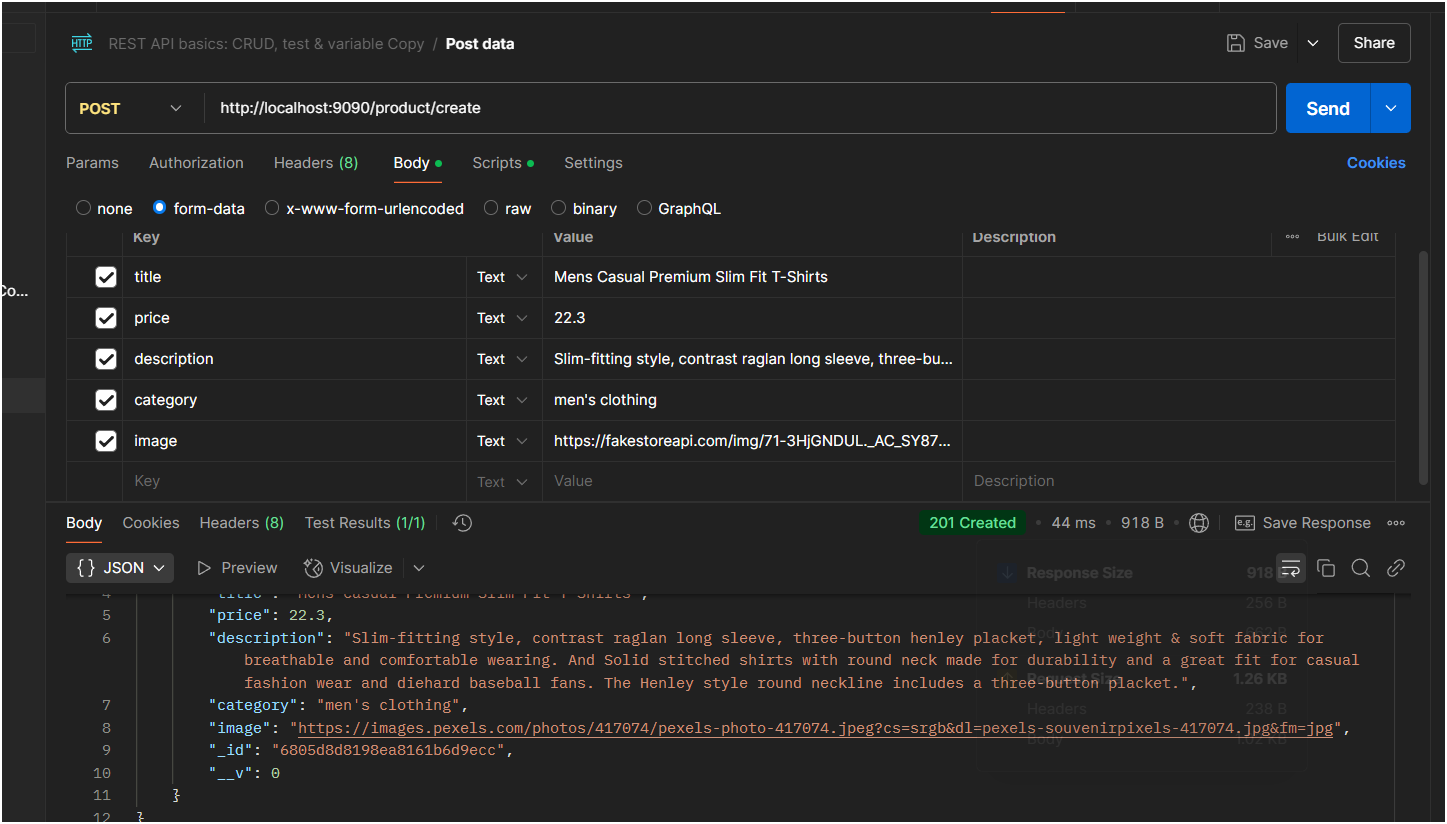 HTTP REST API basics: CRUD, test & variable Copy / Post data Save Share
POST http://localhost:9090/product/create Send
Params Authorization Headers (8) Body Scripts Settings Cookies
none form-data x-www-form-urlencoded raw binary GraphQL
Key Value Description Bulk Edit
title Text Mens Casual Premium Slim Fit T-Shirts
Co...
price Text 22.3
description Text Slim-fitting style, contrast raglan long sleeve, three-bu...
category Text men's clothing
image Text https://fakestoreapi.com/img/71-3HjGNDUL._AC_SY87...
Key Text Value Description
Body Cookies Headers (8) Test Results (1/1) 201 Created 44 ms 918 B e.g. Save Response
{} JSON Preview Visualize
Response Size 918
4 "title": "Mens Casual Premium Slim Fit T-Shirts",
Headers 256 B
5 "price": 22.3,
6 "description": "Slim-fitting style, contrast raglan long sleeve, three-button henley placket, light weight & soft fabric for
breathable and comfortable wearing. And Solid stitched shirts with round neck made for durability and a great fit for casual
fashion wear and diehard baseball fans. The Henley style round neckline includes a three-button placket.",
Request Size 1.26 KB
7 "category": "men's clothing",
Headers 238 B
8 "image": "https://images.pexels.com/photos/417074/pexels-photo-417074.jpeg?cs=srgb&dl=pexels-souvenirpixels-417074.jpg&fm=jpg",
Body 1.02 KB
9 "_id": "6805d8d8198ea8161b6d9ecc",
10 "__v": 0
11 }
12 }